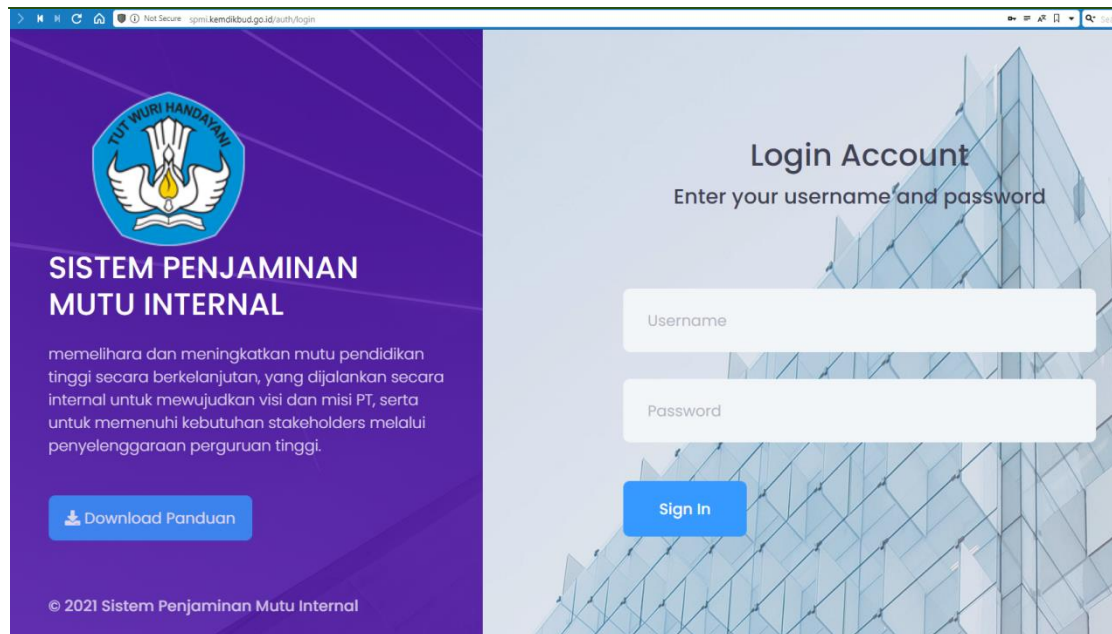 Not Secure spmi.kemdikbud.go.id/auth/login
TUT WURI HANDAYANI
SISTEM PENJAMINAN
MUTU INTERNAL
memelihara dan meningkatkan mutu pendidikan
tinggi secara berkelanjutan, yang dijalankan secara
internal untuk mewujudkan visi dan misi PT, serta
untuk memenuhi kebutuhan stakeholders melalui
penyelenggaraan perguruan tinggi.
Download Panduan
© 2021 Sistem Penjaminan Mutu Internal
Login Account
Enter your username and password
Username
Password
Sign In